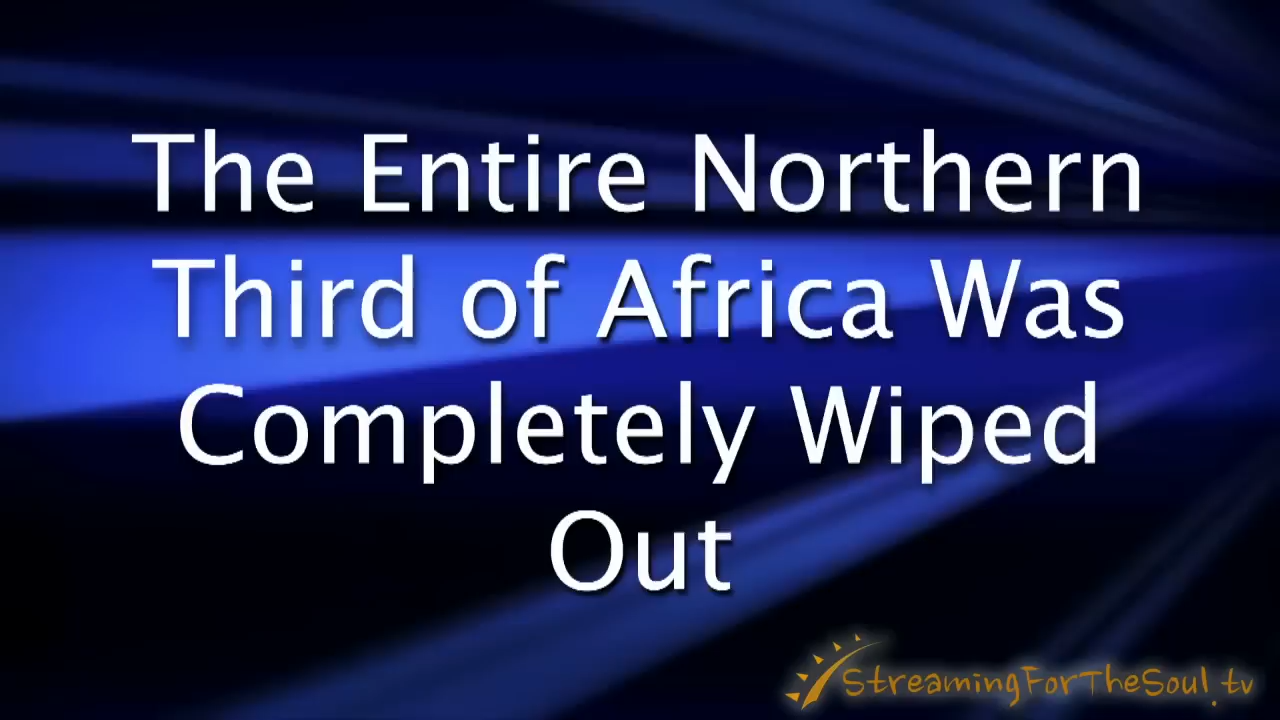 The Entire Northern
Third of Africa Was
Completely Wiped
Out
StreamingForTheSoul.tv